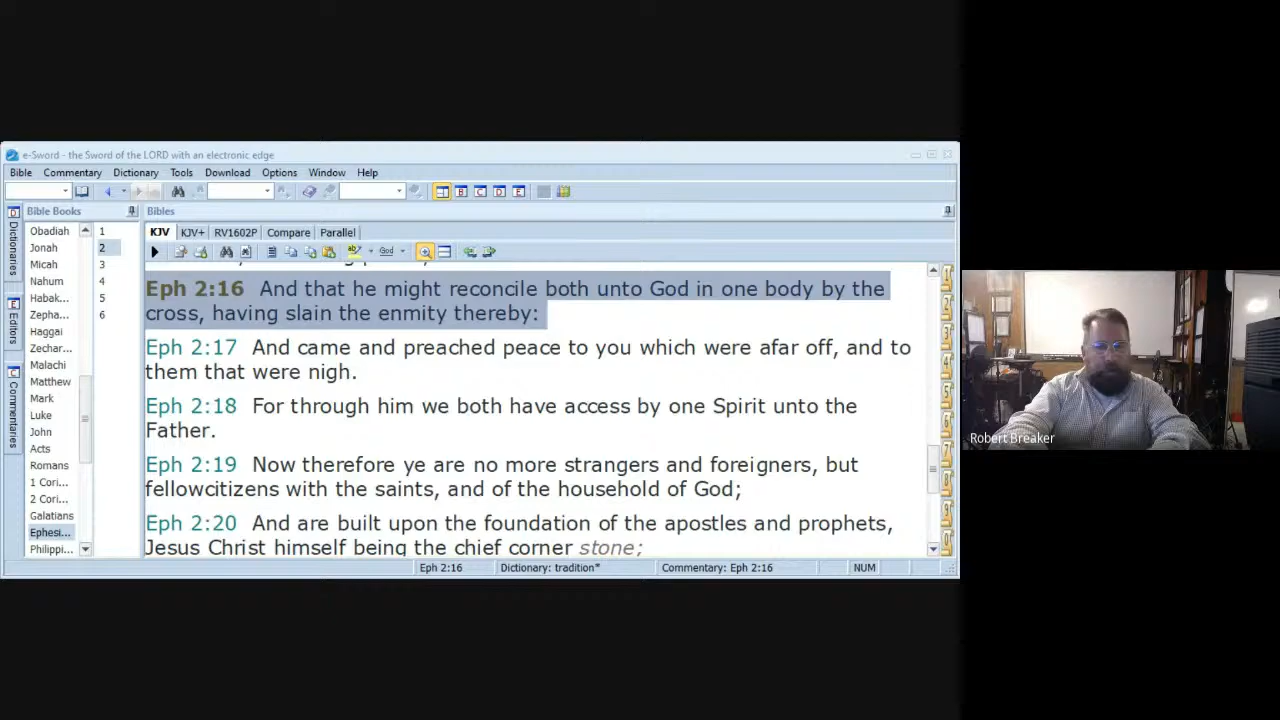 e-Sword - the Sword of the LORD with an electronic edge
Bible Commentary Dictionary Tools Download Options Window Help
B C D E
Bible Books
Bibles
Dictionaries
Editors
Commentaries
Obadiah
Jonah
Micah
Nahum
Habak...
Zepha...
Haggai
Zechar...
Malachi
Matthew
Mark
Luke
John
Acts
Romans
1 Cori...
2 Cori...
Galatians
Ephesi...
Philippi...
1
2
3
4
5
6
KJV KJV+ RV1602P Compare Parallel
God
Eph 2:16 And that he might reconcile both unto God in one body by the
cross, having slain the enmity thereby:
Eph 2:17 And came and preached peace to you which were afar off, and to
them that were nigh.
Eph 2:18 For through him we both have access by one Spirit unto the
Father.
Eph 2:19 Now therefore ye are no more strangers and foreigners, but
fellowcitizens with the saints, and of the household of God;
Eph 2:20 And are built upon the foundation of the apostles and prophets,
Jesus Christ himself being the chief corner stone;
Eph 2:16 Dictionary: tradition* Commentary: Eph 2:16 NUM
Robert Breaker